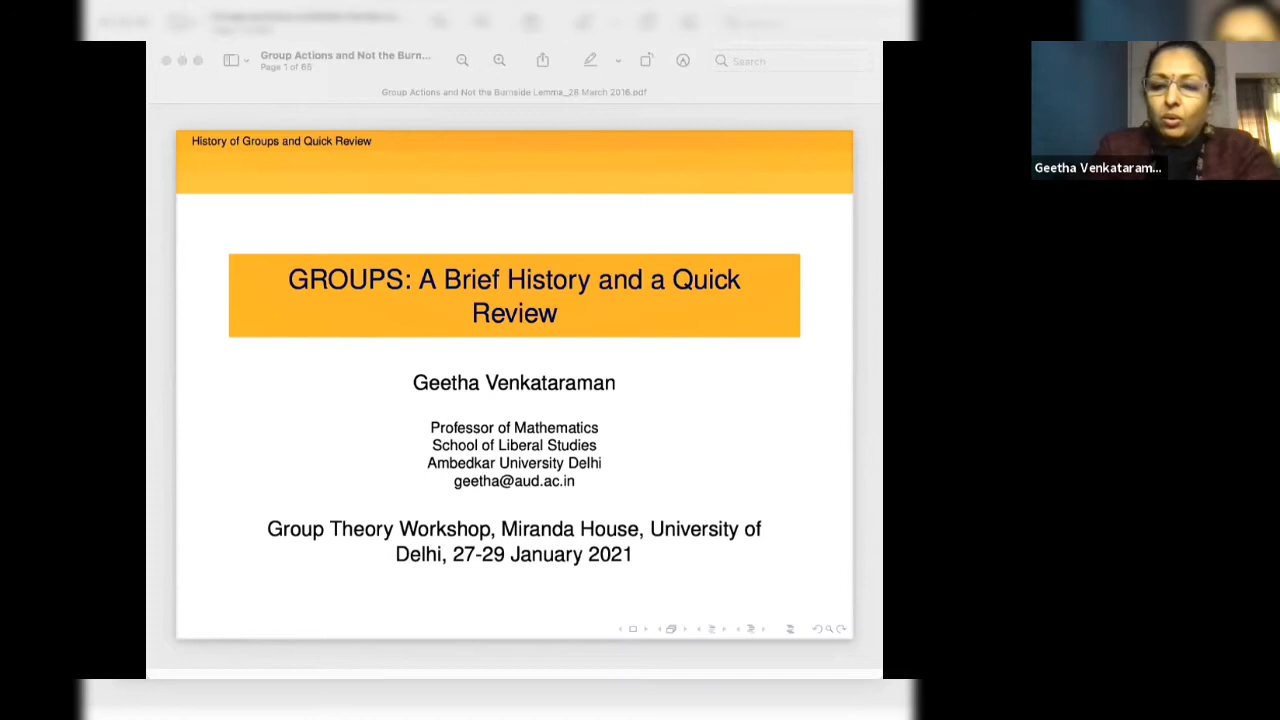 Group Actions and Not the Burn...
Page 1 of 65
Search
Group Actions and Not the Burnside Lemma_28 March 2016.pdf
History of Groups and Quick Review
GROUPS: A Brief History and a Quick
Review
Geetha Venkataraman
Professor of Mathematics
School of Liberal Studies
Ambedkar University Delhi
geetha@aud.ac.in
Group Theory Workshop, Miranda House, University of
Delhi, 27-29 January 2021
Geetha Venkataram...